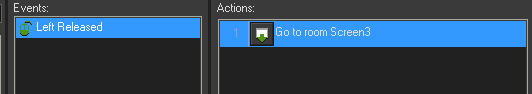 Events:
Left Released
Actions:
1 Go to room Screen3